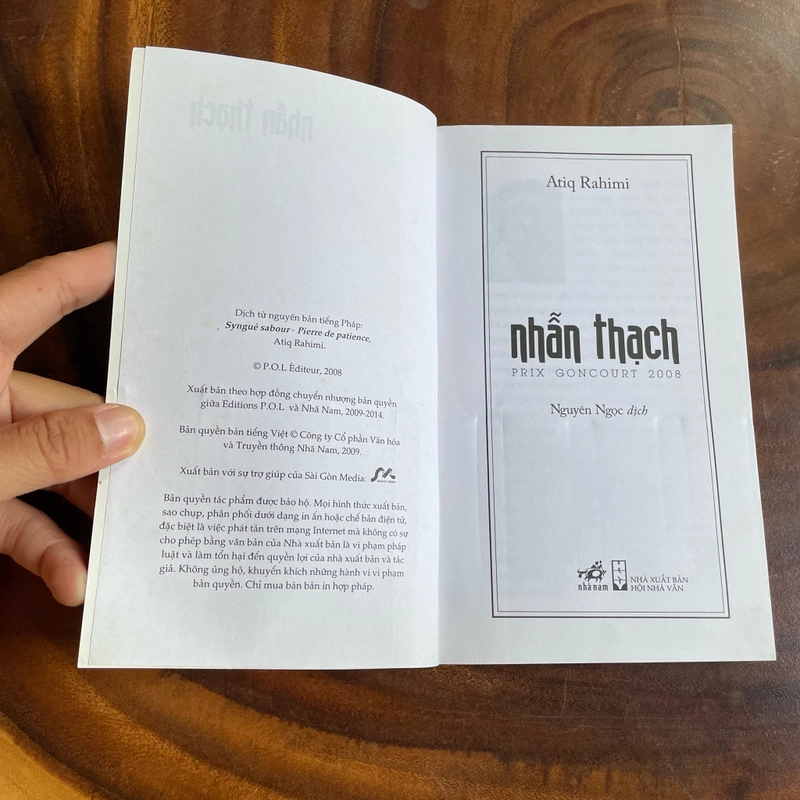 Dịch từ nguyên bản tiếng Pháp:
Syngué sabour - Pierre de patience,
Atiq Rahimi.
© P.O.L Éditeur, 2008
Xuất bản theo hợp đồng chuyển nhượng bản quyền
giữa Editions P.O.L và Nhã Nam, 2009-2014.
Bản quyền bản tiếng Việt © Công ty Cổ phần Văn hóa
và Truyền thông Nhã Nam, 2009.
Xuất bản với sự trợ giúp của Sài Gòn Media:
Bản quyền tác phẩm được bảo hộ. Mọi hình thức xuất bản,
sao chụp, phân phối dưới dạng in ấn hoặc chế bản điện tử,
đặc biệt là việc phát tán trên mạng Internet mà không có sự
cho phép bằng văn bản của Nhà xuất bản là vi phạm pháp
luật và làm tổn hại đến quyền lợi của nhà xuất bản và tác
giả. Không ủng hộ, khuyến khích những hành vi vi phạm
bản quyền. Chỉ mua bán bản in hợp pháp.
Atiq Rahimi
nhẫn thạch
PRIX GONCOURT 2008
Nguyên Ngọc dịch
nhã nam
NHÀ XUẤT BẢN
HỘI NHÀ VĂN